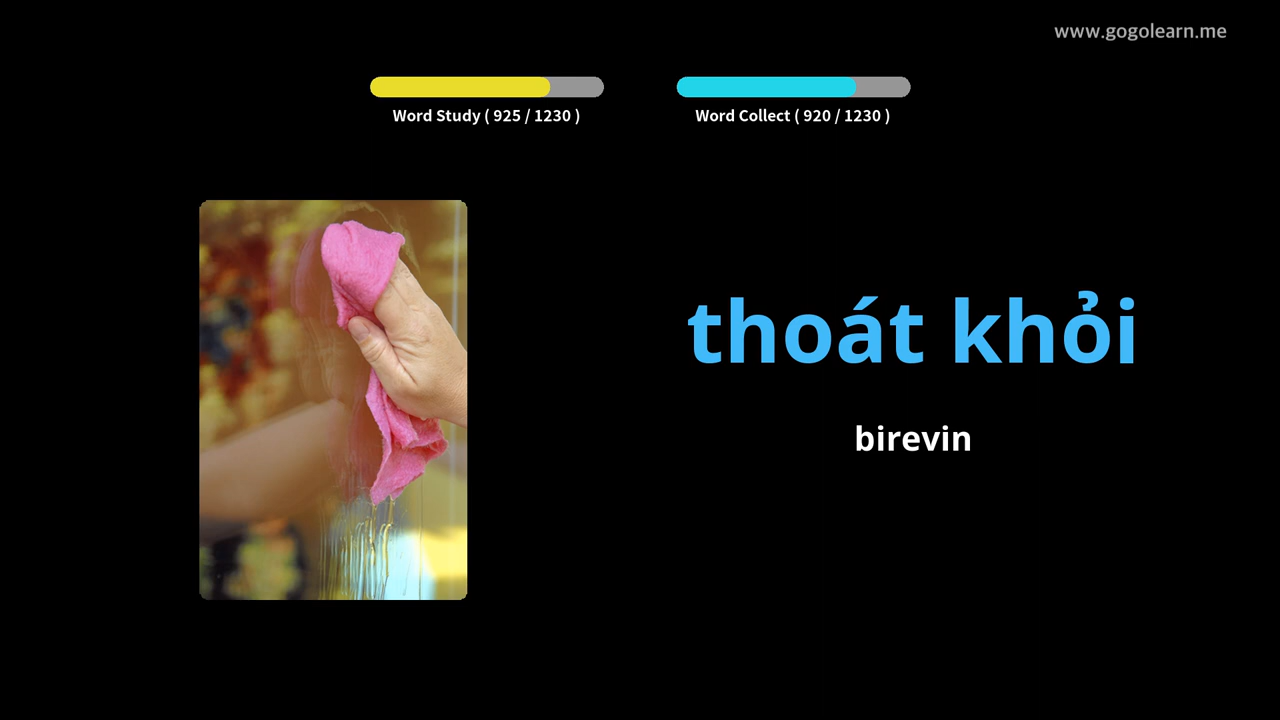 www.gogolearn.me
Word Study ( 925 / 1230 )
Word Collect ( 920 / 1230 )
thoát khỏi
birevin